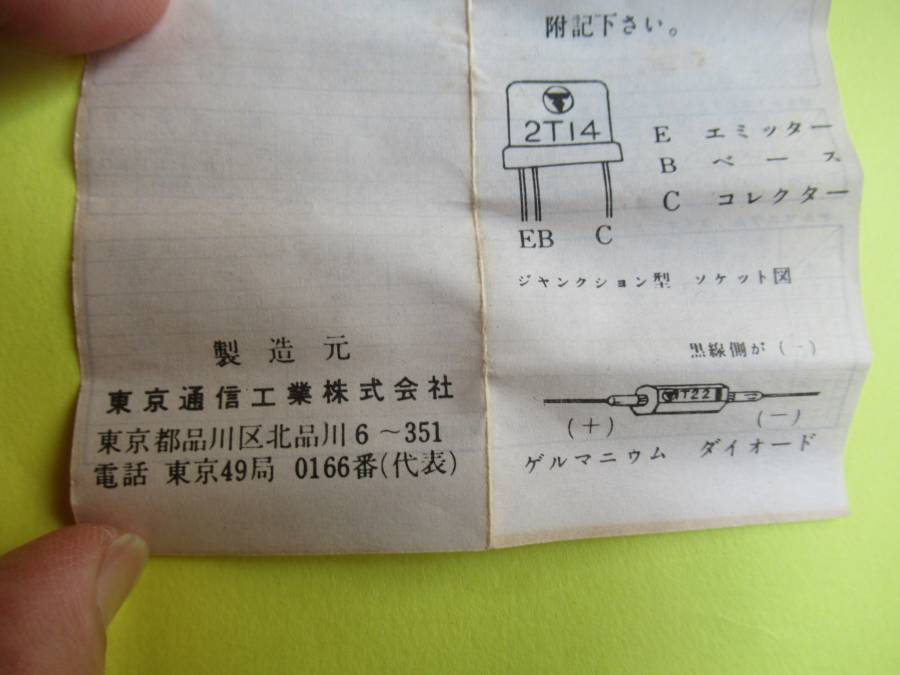 附記下さい。
2T14
E エミッター
B ベース
C コレクター
EB C
ジャンクション型 ソケット図
黒線側が (−)
(+) (−)
ゲルマニウム ダイオード
製造元
東京通信工業株式会社
東京都品川区北品川6〜351
電話 東京49局 0166番(代表)